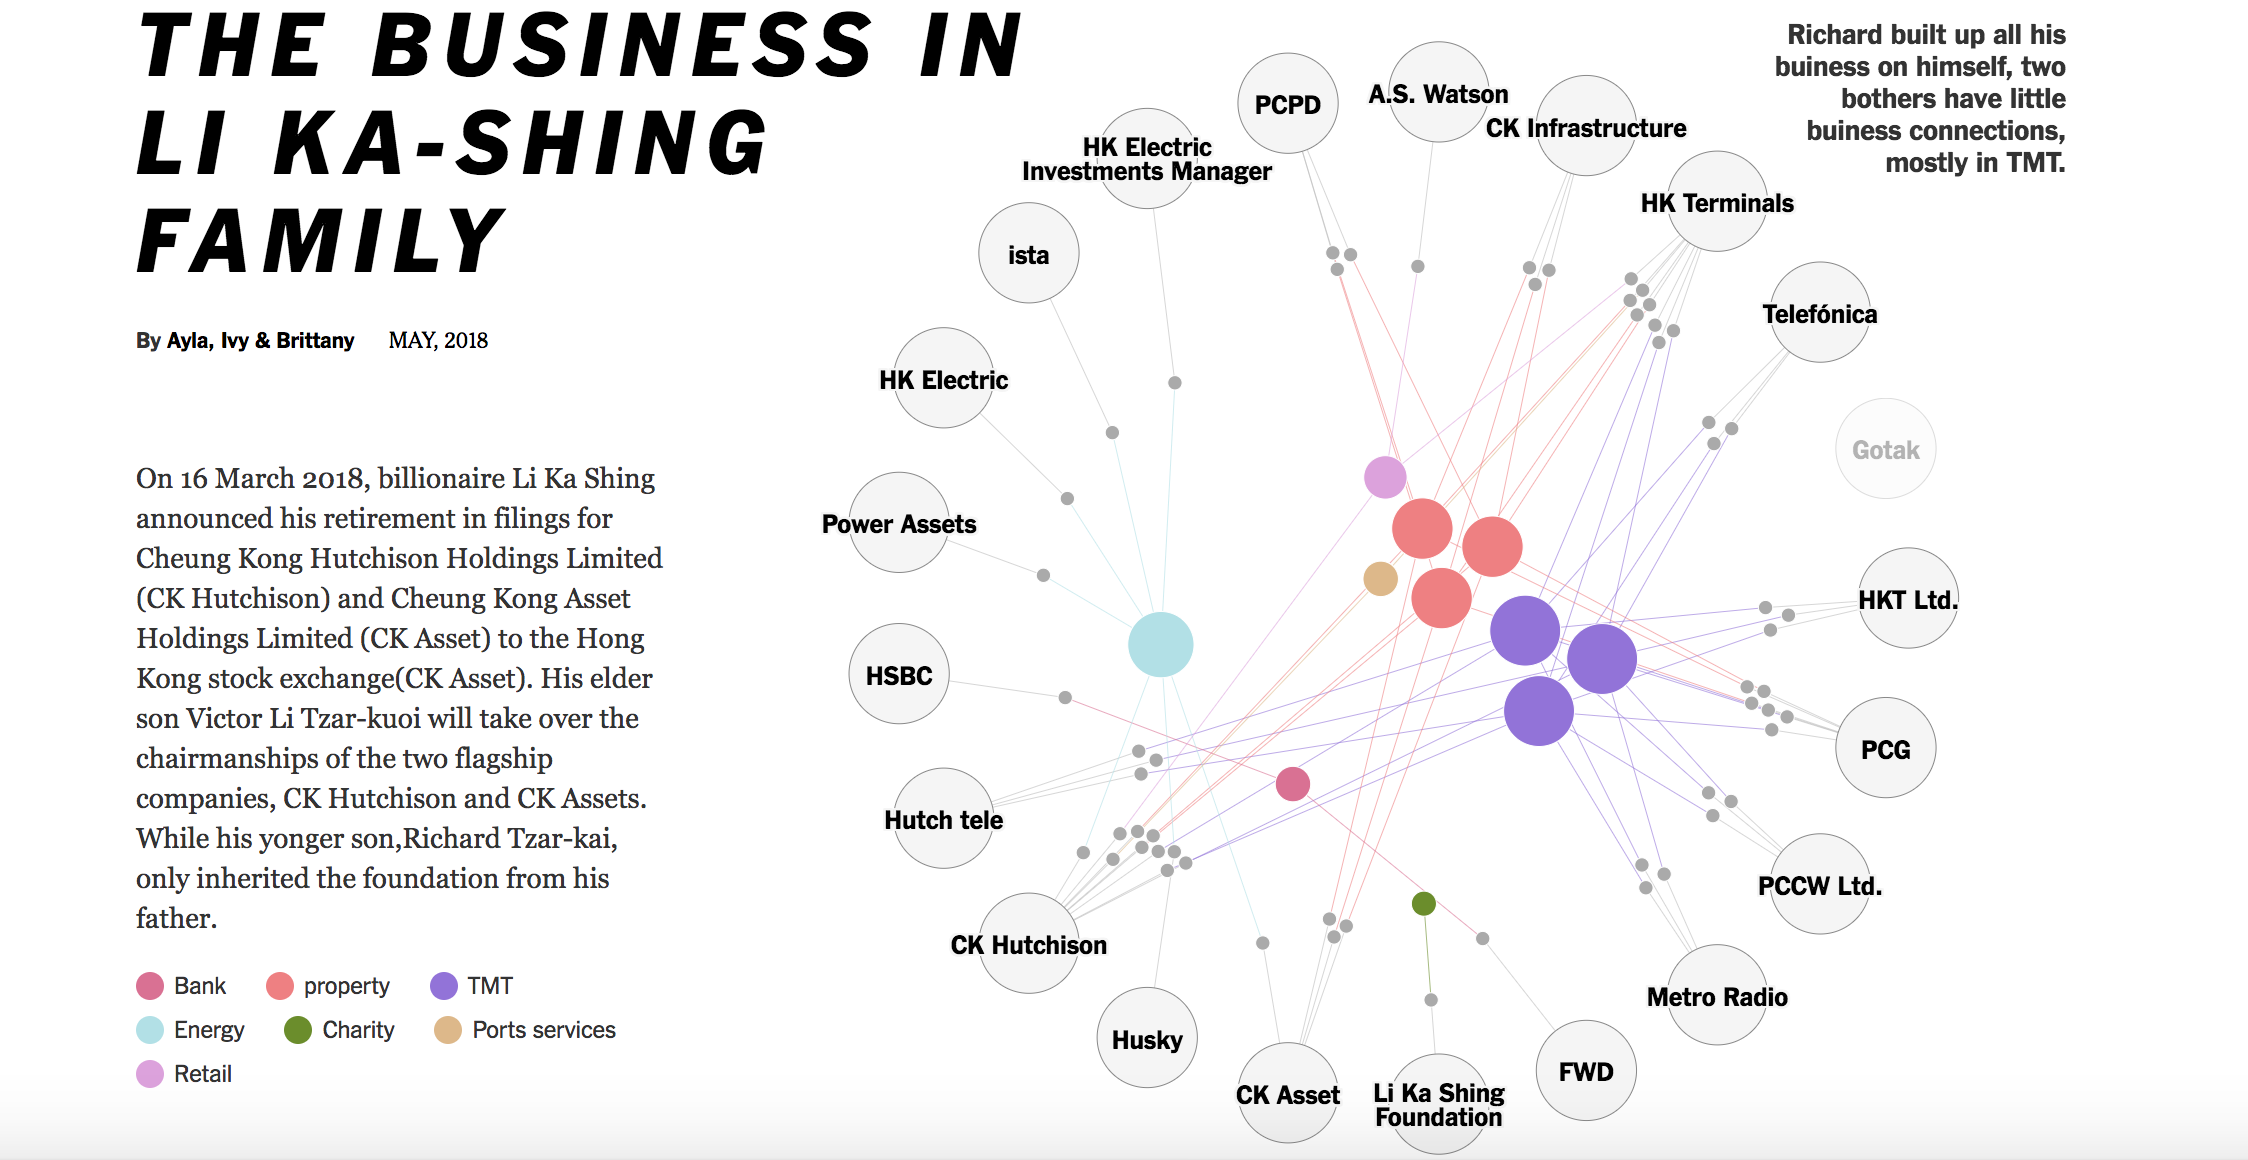 THE BUSINESS IN
LI KA-SHING
FAMILY
By Ayla, Ivy & Brittany MAY, 2018
On 16 March 2018, billionaire Li Ka Shing
announced his retirement in filings for
Cheung Kong Hutchison Holdings Limited
(CK Hutchison) and Cheung Kong Asset
Holdings Limited (CK Asset) to the Hong
Kong stock exchange(CK Asset). His elder
son Victor Li Tzar-kuoi will take over the
chairmanships of the two flagship
companies, CK Hutchison and CK Assets.
While his yonger son,Richard Tzar-kai,
only inherited the foundation from his
father.
Bank property TMT
Energy Charity Ports services
Retail
Richard built up all his
buiness on himself, two
bothers have little
buiness connections,
mostly in TMT.
PCPD
A.S. Watson
CK Infrastructure
HK Terminals
Telefónica
Gotak
HKT Ltd.
PCG
PCCW Ltd.
Metro Radio
FWD
Li Ka Shing
Foundation
CK Asset
Husky
CK Hutchison
Hutch tele
HSBC
Power Assets
HK Electric
ista
HK Electric
Investments Manager